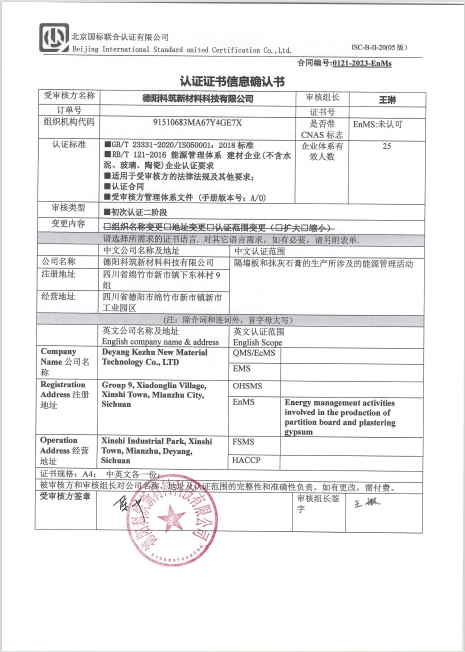 北京国标联合认证有限公司
Beijing International Standard united Certification Co.,Ltd.
ISC-B-II-20(05 版)
合同编号:0121-2023-EnMs
认证证书信息确认书
受审核方名称 德阳科筑新材料科技有限公司 审核组长 王琳
订单号 证书号
组织机构代码 91510683MA67Y4GE7X 是否带 CNAS 标志 EnMS:未认可
认证标准 ■GB/T 23331-2020/ISO50001: 2018 标准
■RB/T 121-2016 能源管理体系 建材企业(不含水泥、玻璃、陶瓷)企业认证要求
■适用于受审核方的法律法规及其他要求;
■认证合同
■受审核方管理体系文件 (手册版本号: A/0)
企业体系有效人数 25
审核类型 ■初次认证二阶段
变更内容 □组织名称变更□地址变更□认证范围变更 (□扩大□缩小)
请选择所需求的证书语言. 对其它语言需求, 如有必要, 请另附表单.
中文公司名称及地址 中文认证范围
公司名称 德阳科筑新材料科技有限公司 隔墙板和抹灰石膏的生产所涉及的能源管理活动
注册地址 四川省绵竹市新市镇下东林村 9 组
经营地址 四川省德阳市绵竹市新市镇新市工业园区
(注: 除介词和连词外, 首字母大写)
英文公司名称及地址 英文认证范围
English company name & address English Scope
Company Name 公司名称 Deyang Kezhu New Material Technology Co., LTD QMS/EcMS
EMS
Registration Address 注册地址 Group 9, Xiadonglin Village, Xinshi Town, Mianzhu City, Sichuan OHSMS
EnMS Energy management activities involved in the production of partition board and plastering gypsum
Operation Address 经营地址 Xinshi Industrial Park, Xinshi Town, Mianzhu, Deyang, Sichuan FSMS
HACCP
证书规格: A4; 中英文各一份;
被审核方和审核组长对公司名称、地址及认证范围的完整性和准确性负责。如有更改, 需付费。
受审核方签章 审核组长签字 王琳